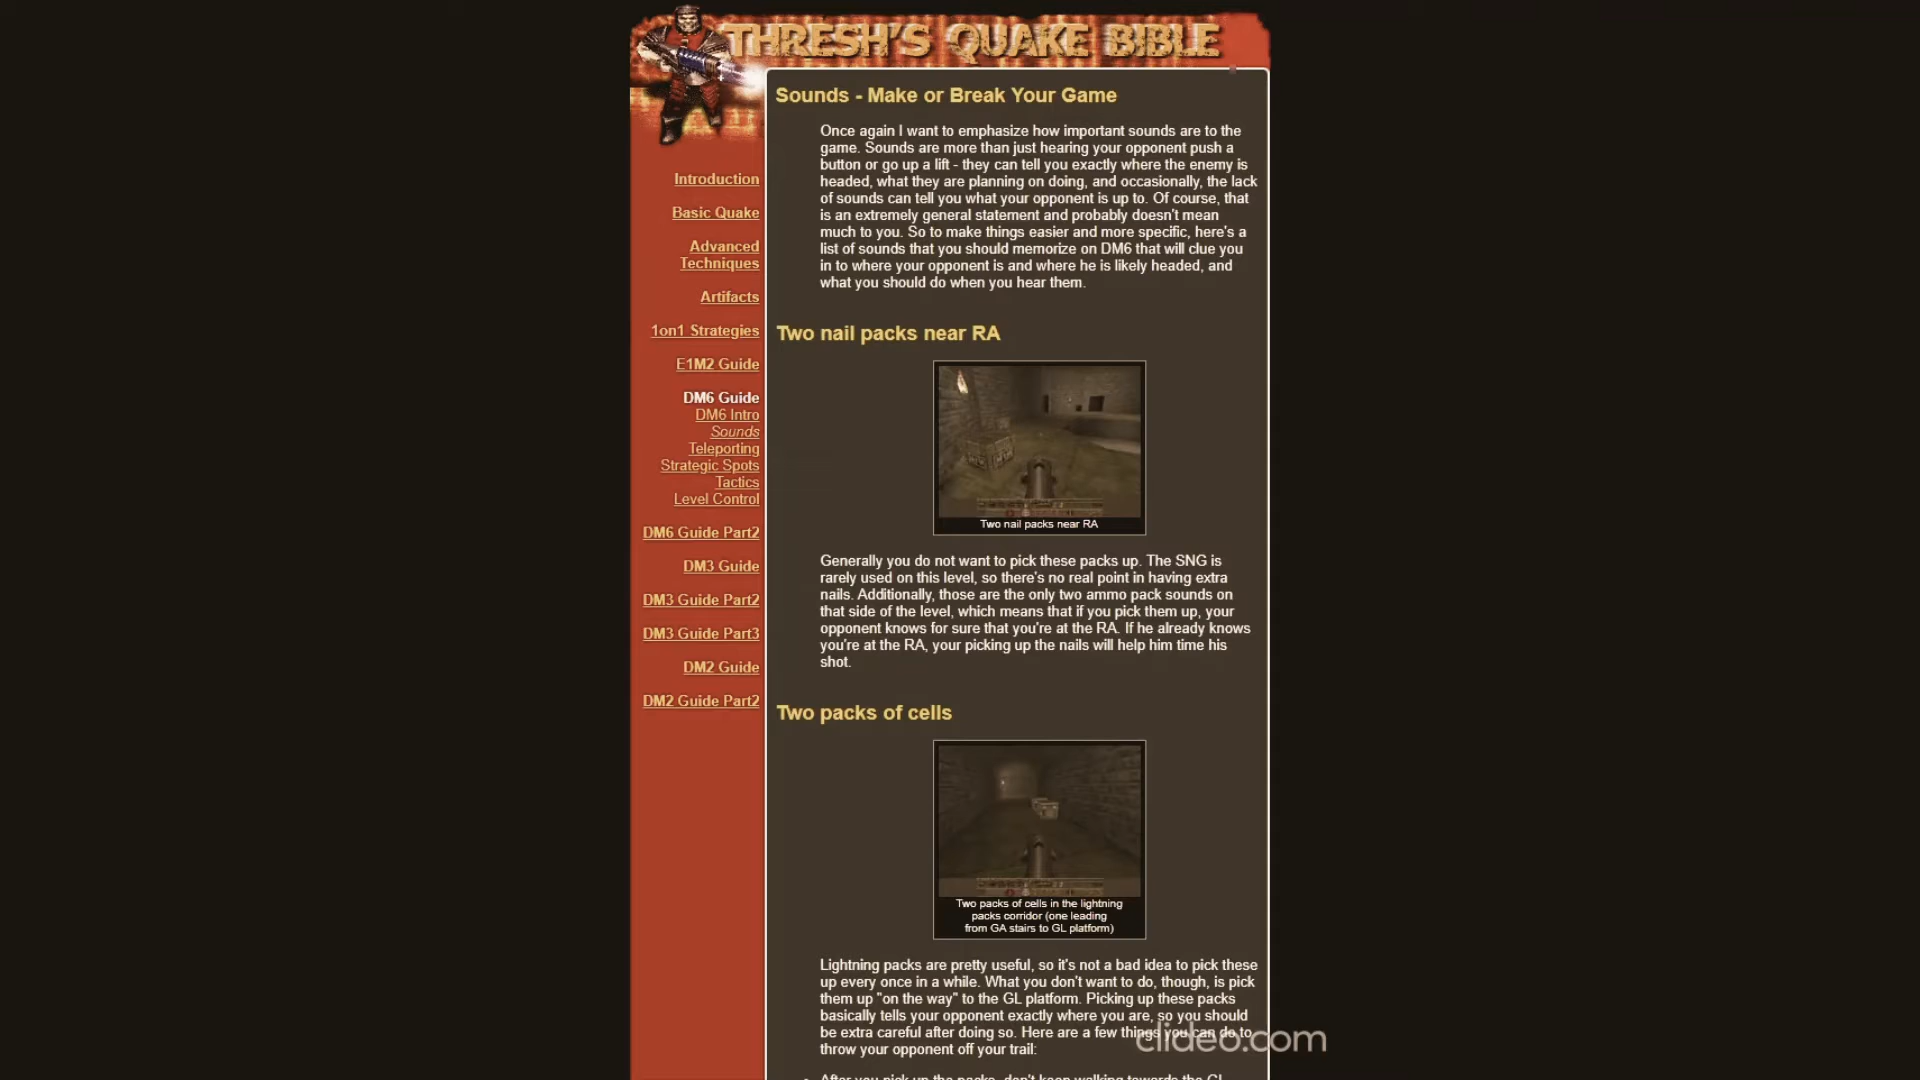 THRESH'S QUAKE BIBLE
Introduction
Basic Quake
Advanced
Techniques
Artifacts
1on1 Strategies
E1M2 Guide
DM6 Guide
DM6 Intro
Sounds
Teleporting
Strategic Spots
Tactics
Level Control
DM6 Guide Part2
DM3 Guide
DM3 Guide Part2
DM3 Guide Part3
DM2 Guide
DM2 Guide Part2
Sounds - Make or Break Your Game
Once again I want to emphasize how important sounds are to the
game. Sounds are more than just hearing your opponent push a
button or go up a lift - they can tell you exactly where the enemy is
headed, what they are planning on doing, and occasionally, the lack
of sounds can tell you what your opponent is up to. Of course, that
is an extremely general statement and probably doesn't mean
much to you. So to make things easier and more specific, here's a
list of sounds that you should memorize on DM6 that will clue you
in to where your opponent is and where he is likely headed, and
what you should do when you hear them.
Two nail packs near RA
Two nail packs near RA
Generally you do not want to pick these packs up. The SNG is
rarely used on this level, so there's no real point in having extra
nails. Additionally, those are the only two ammo pack sounds on
that side of the level, which means that if you pick them up, your
opponent knows for sure that you're at the RA. If he already knows
you're at the RA, your picking up the nails will help him time his
shot.
Two packs of cells
Two packs of cells in the lightning
packs corridor (one leading
from GA stairs to GL platform)
Lightning packs are pretty useful, so it's not a bad idea to pick these
up every once in a while. What you don't want to do, though, is pick
them up "on the way" to the GL platform. Picking up these packs
basically tells your opponent exactly where you are, so you should
be extra careful after doing so. Here are a few things you can do to
throw your opponent off your trail:
After you pick up the packs, don't keep walking towards the GL
clideo.com